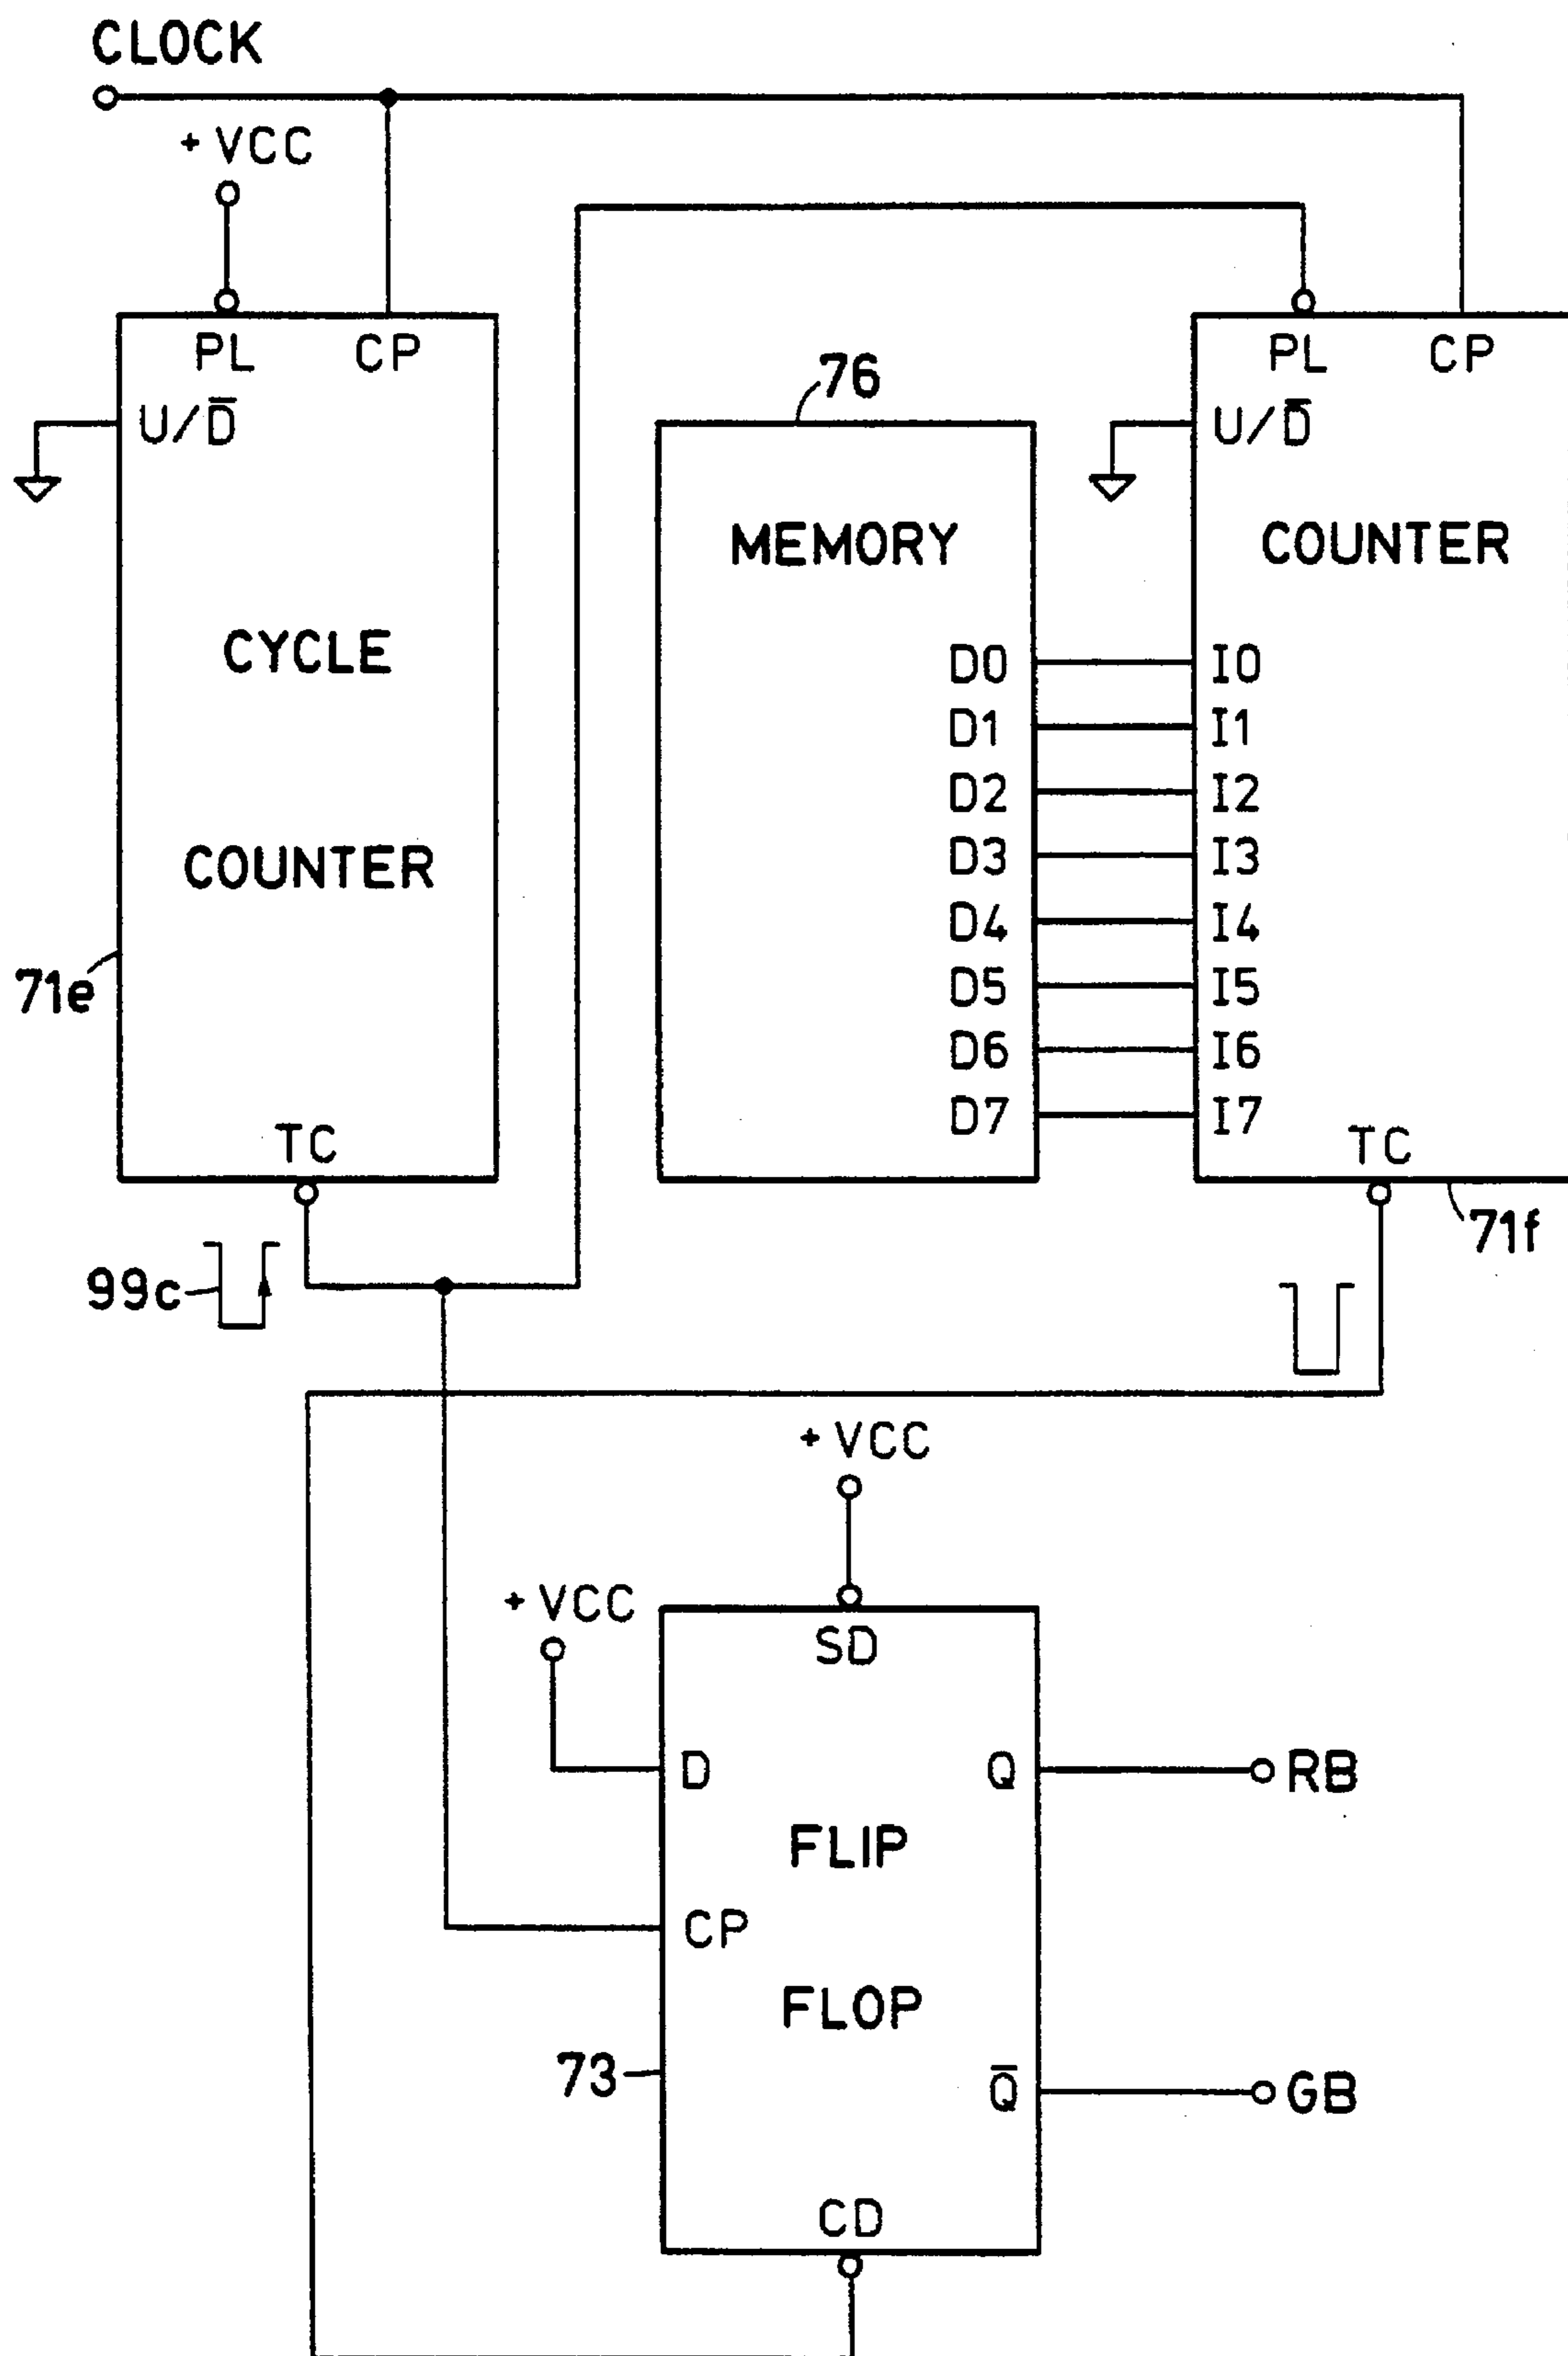 CLOCK
+ VCC
PL CP
U/D̅
CYCLE
COUNTER
71e
TC
99c
76
MEMORY
D0
D1
D2
D3
D4
D5
D6
D7
PL CP
U/D̅
COUNTER
I0
I1
I2
I3
I4
I5
I6
I7
TC
71f
+ VCC
+ VCC
SD
D
Q
RB
FLIP
CP
FLOP
73
Q̅
GB
CD